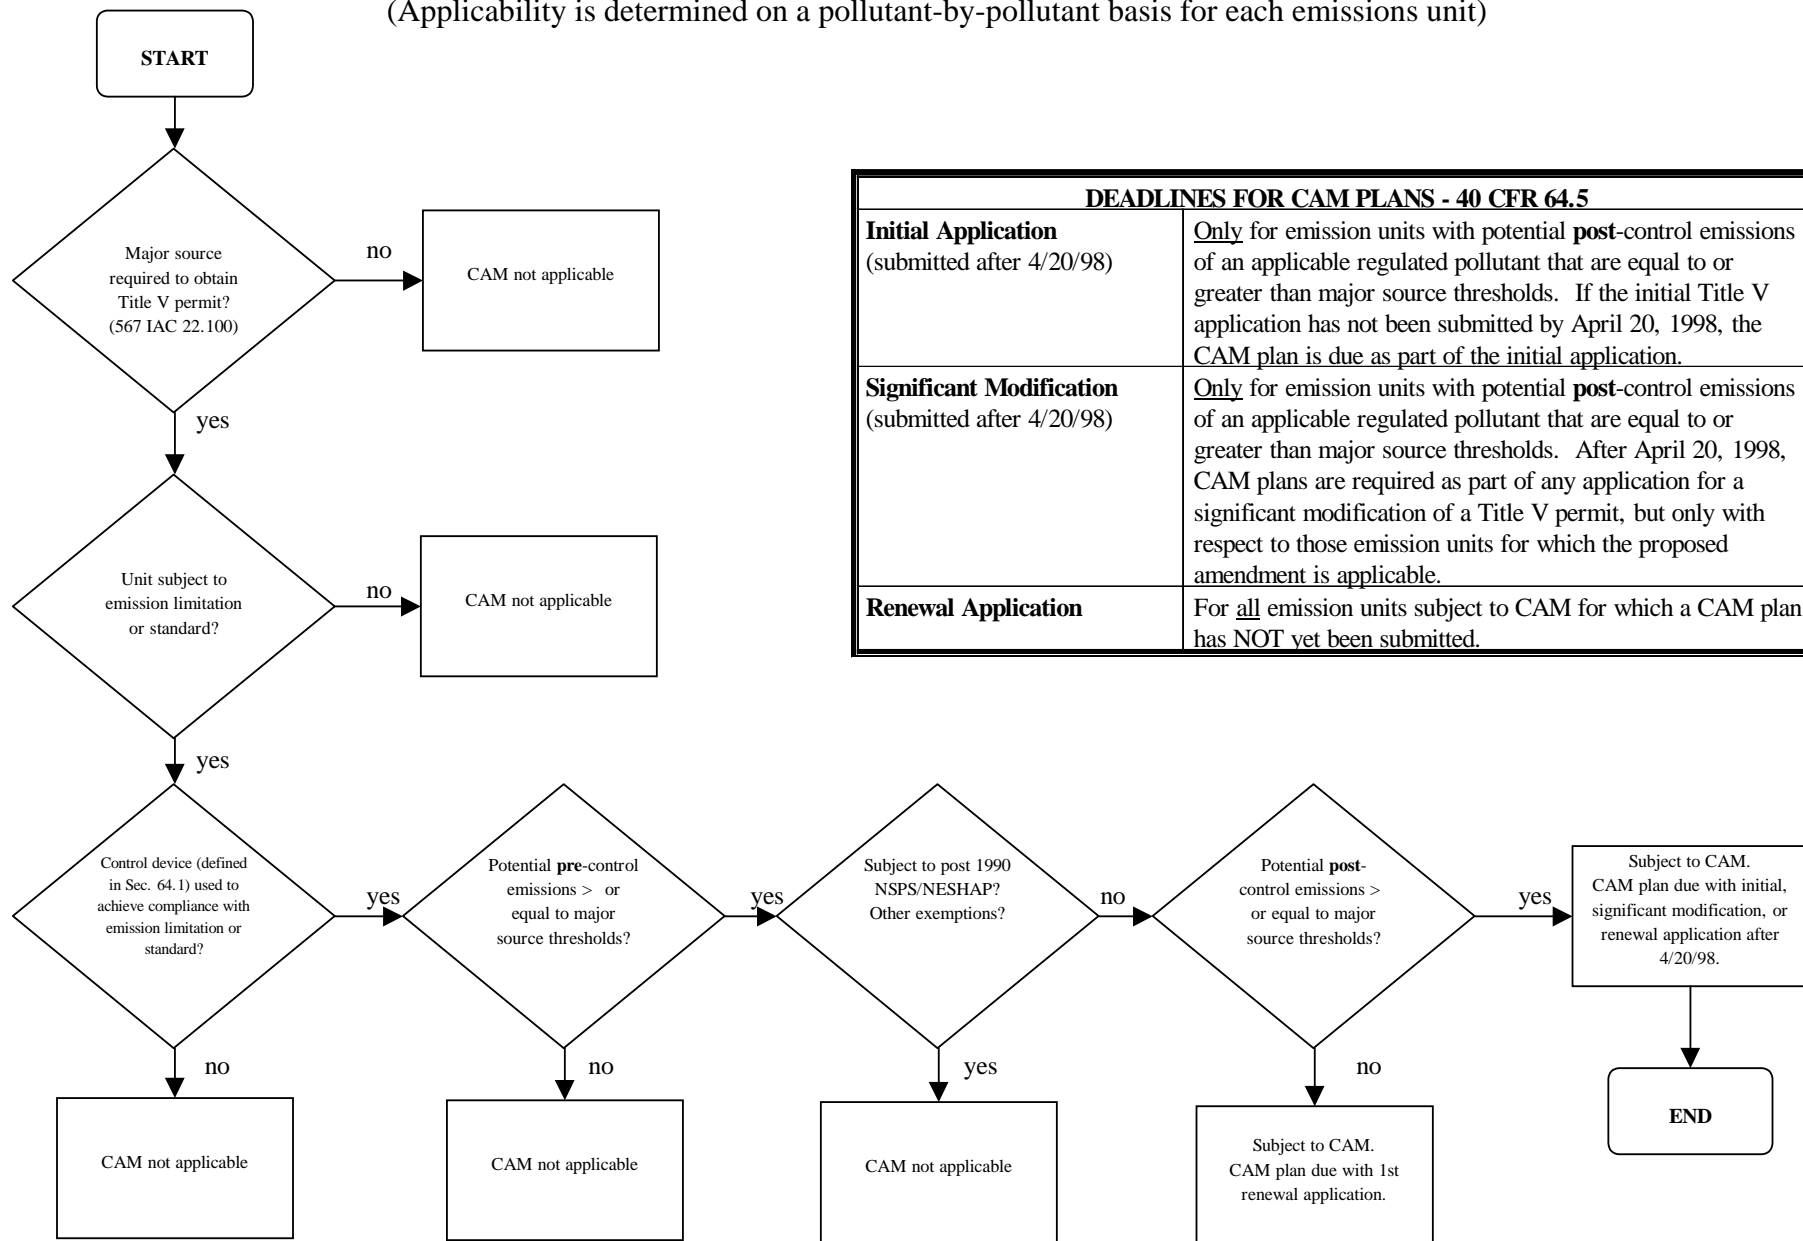 (Applicability is determined on a pollutant-by-pollutant basis for each emissions unit)
START
Major source
required to obtain
Title V permit?
(567 IAC 22.100)
no
CAM not applicable
yes
DEADLINES FOR CAM PLANS - 40 CFR 64.5
Initial Application
(submitted after 4/20/98)
Only for emission units with potential post-control emissions
of an applicable regulated pollutant that are equal to or
greater than major source thresholds. If the initial Title V
application has not been submitted by April 20, 1998, the
CAM plan is due as part of the initial application.
Significant Modification
(submitted after 4/20/98)
Only for emission units with potential post-control emissions
of an applicable regulated pollutant that are equal to or
greater than major source thresholds. After April 20, 1998,
CAM plans are required as part of any application for a
significant modification of a Title V permit, but only with
respect to those emission units for which the proposed
amendment is applicable.
Renewal Application
For all emission units subject to CAM for which a CAM plan
has NOT yet been submitted.
Unit subject to
emission limitation
or standard?
no
CAM not applicable
yes
Control device (defined
in Sec. 64.1) used to
achieve compliance with
emission limitation or
standard?
yes
no
CAM not applicable
Potential pre-control
emissions > or
equal to major
source thresholds?
yes
no
CAM not applicable
Subject to post 1990
NSPS/NESHAP?
Other exemptions?
no
yes
CAM not applicable
Potential post-
control emissions >
or equal to major
source thresholds?
yes
no
Subject to CAM.
CAM plan due with 1st
renewal application.
Subject to CAM.
CAM plan due with initial,
significant modification, or
renewal application after
4/20/98.
END